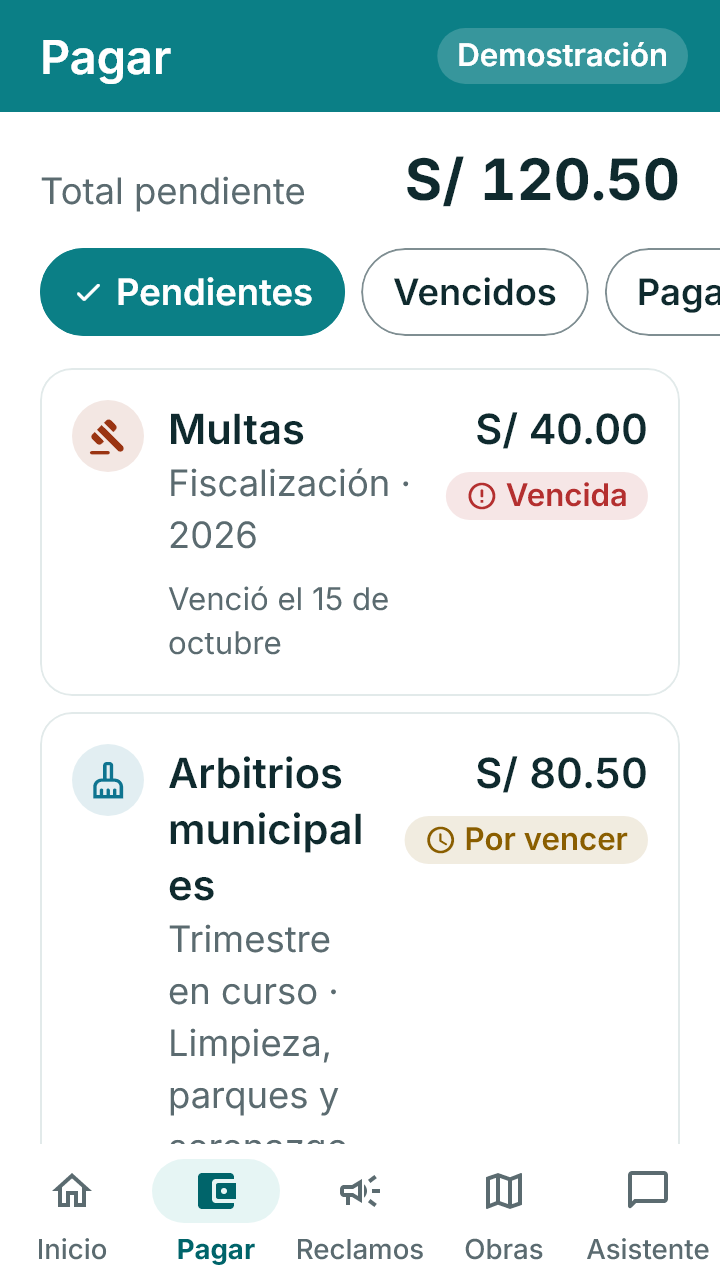 Pagar
Demostración
Total pendiente
S/ 120.50
Pendientes
Vencidos
Paga
Multas
S/ 40.00
Fiscalización ·
2026
Vencida
Venció el 15 de
octubre
Arbitrios
municipal
es
S/ 80.50
Por vencer
Trimestre
en curso ·
Limpieza,
parques y
Inicio
Pagar
Reclamos
Obras
Asistente